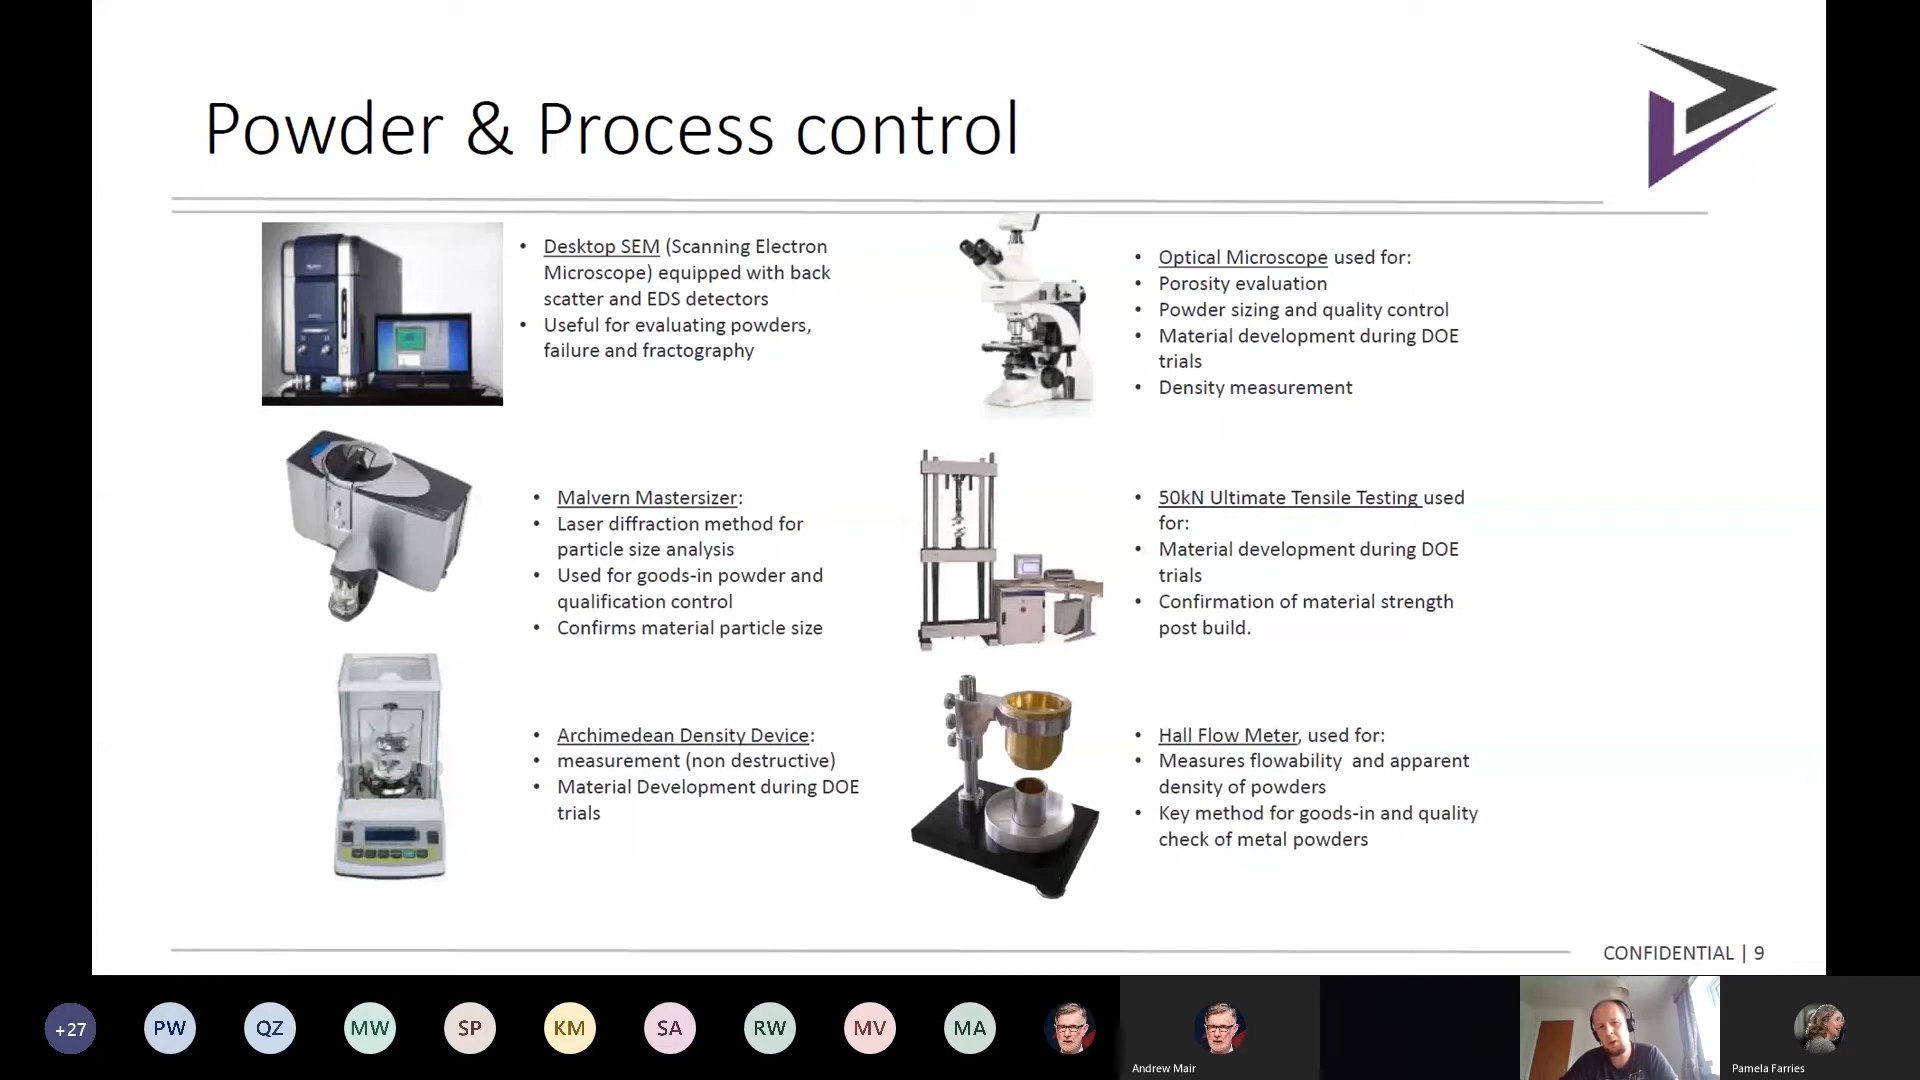 Powder & Process control
• Desktop SEM (Scanning Electron
Microscope) equipped with back
scatter and EDS detectors
• Useful for evaluating powders,
failure and fractography
• Optical Microscope used for:
• Porosity evaluation
• Powder sizing and quality control
• Material development during DOE
trials
• Density measurement
• Malvern Mastersizer:
• Laser diffraction method for
particle size analysis
• Used for goods-in powder and
qualification control
• Confirms material particle size
• 50kN Ultimate Tensile Testing used
for:
• Material development during DOE
trials
• Confirmation of material strength
post build.
• Archimedean Density Device:
• measurement (non destructive)
• Material Development during DOE
trials
• Hall Flow Meter, used for:
• Measures flowability and apparent
density of powders
• Key method for goods-in and quality
check of metal powders
CONFIDENTIAL | 9
+27
PW
QZ
MW
SP
KM
SA
RW
MV
MA
Andrew Mair
Pamela Farries